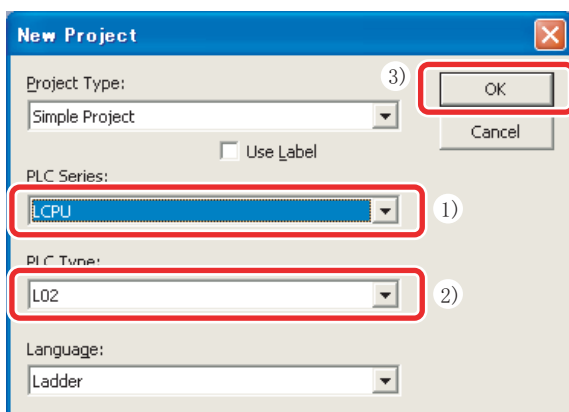 New Project
Project Type:
3)
OK
Simple Project
Cancel
Use Label
PLC Series:
LCPU
1)
PLC Type:
L02
2)
Language:
Ladder